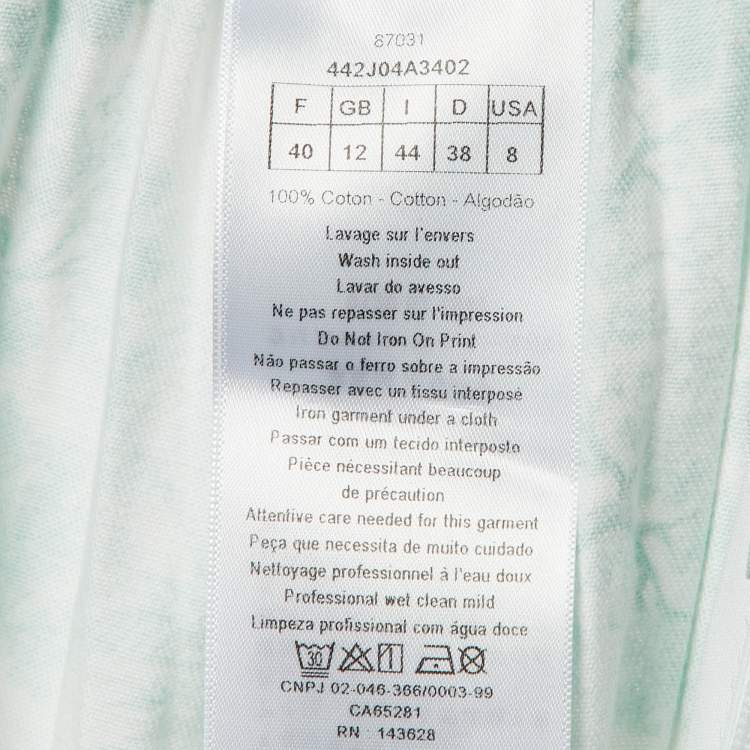 87031
442J04A3402
F GB I D USA
40 12 44 38 8
100% Coton - Cotton - Algodão
Lavage sur l'envers
Wash inside out
Lavar do avesso
Ne pas repasser sur l'impression
Do Not Iron On Print
Não passar o ferro sobre a impressão
Repasser avec un tissu interposé
Iron garment under a cloth
Passar com um tecido interposto
Pièce nécessitant beaucoup
de précaution
Attentive care needed for this garment
Peça que necessita de muito cuidado
Nettoyage professionnel à l'eau doux
Professional wet clean mild
Limpeza profissional com água doce
30
CNPJ 02-046-366/0003-99
CA65281
RN : 143628